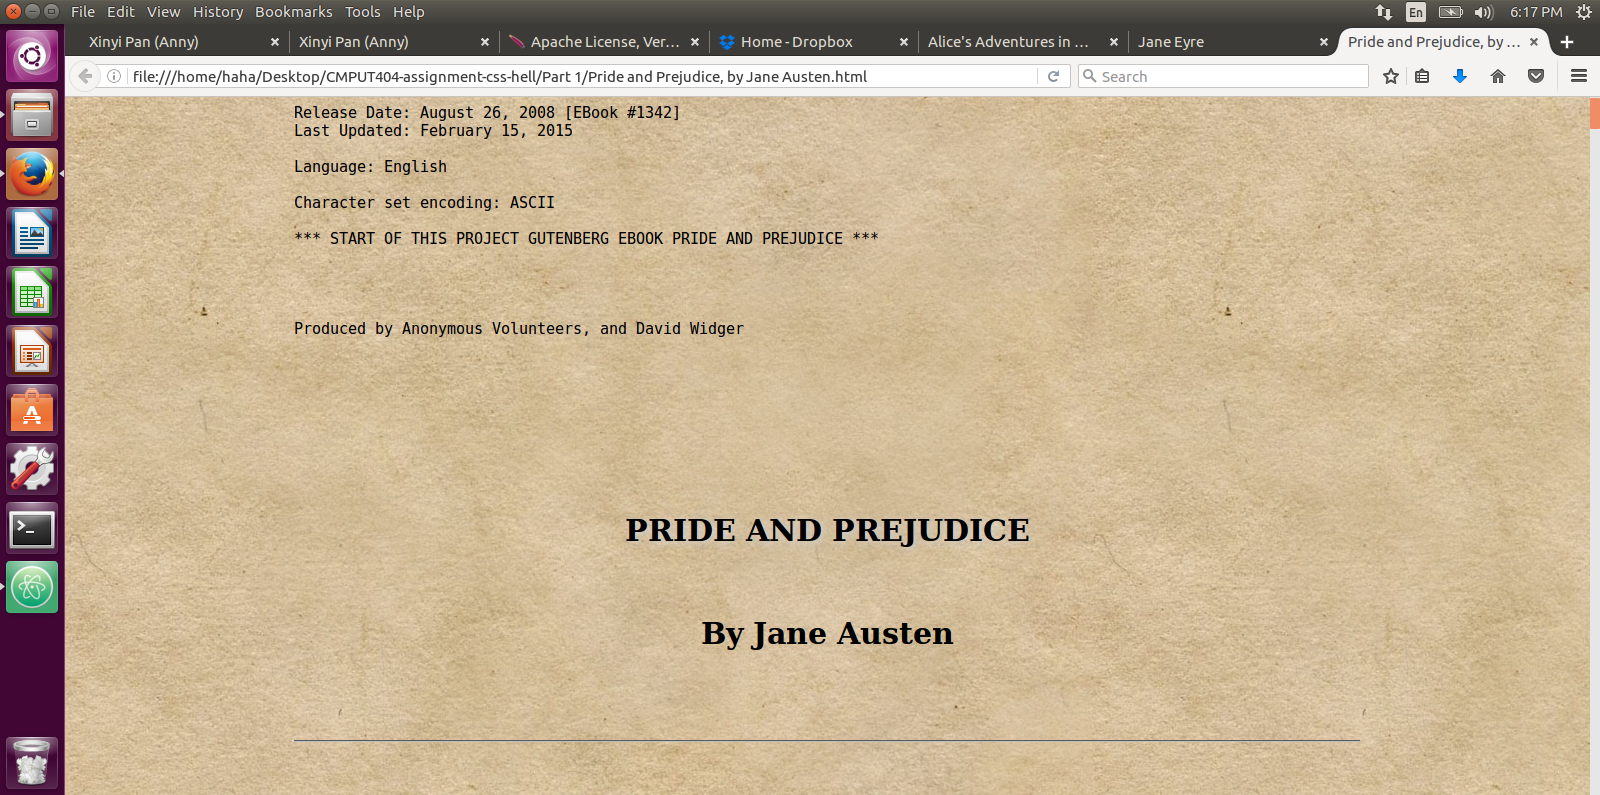 File Edit View History Bookmarks Tools Help
En
6:17 PM
Xinyi Pan (Anny)
Xinyi Pan (Anny)
Apache License, Ver...
Home - Dropbox
Alice's Adventures in ...
Jane Eyre
Pride and Prejudice, by ...
file:///home/haha/Desktop/CMPUT404-assignment-css-hell/Part 1/Pride and Prejudice, by Jane Austen.html
Search
Release Date: August 26, 2008 [EBook #1342]
Last Updated: February 15, 2015
Language: English
Character set encoding: ASCII
*** START OF THIS PROJECT GUTENBERG EBOOK PRIDE AND PREJUDICE ***
Produced by Anonymous Volunteers, and David Widger
PRIDE AND PREJUDICE
By Jane Austen